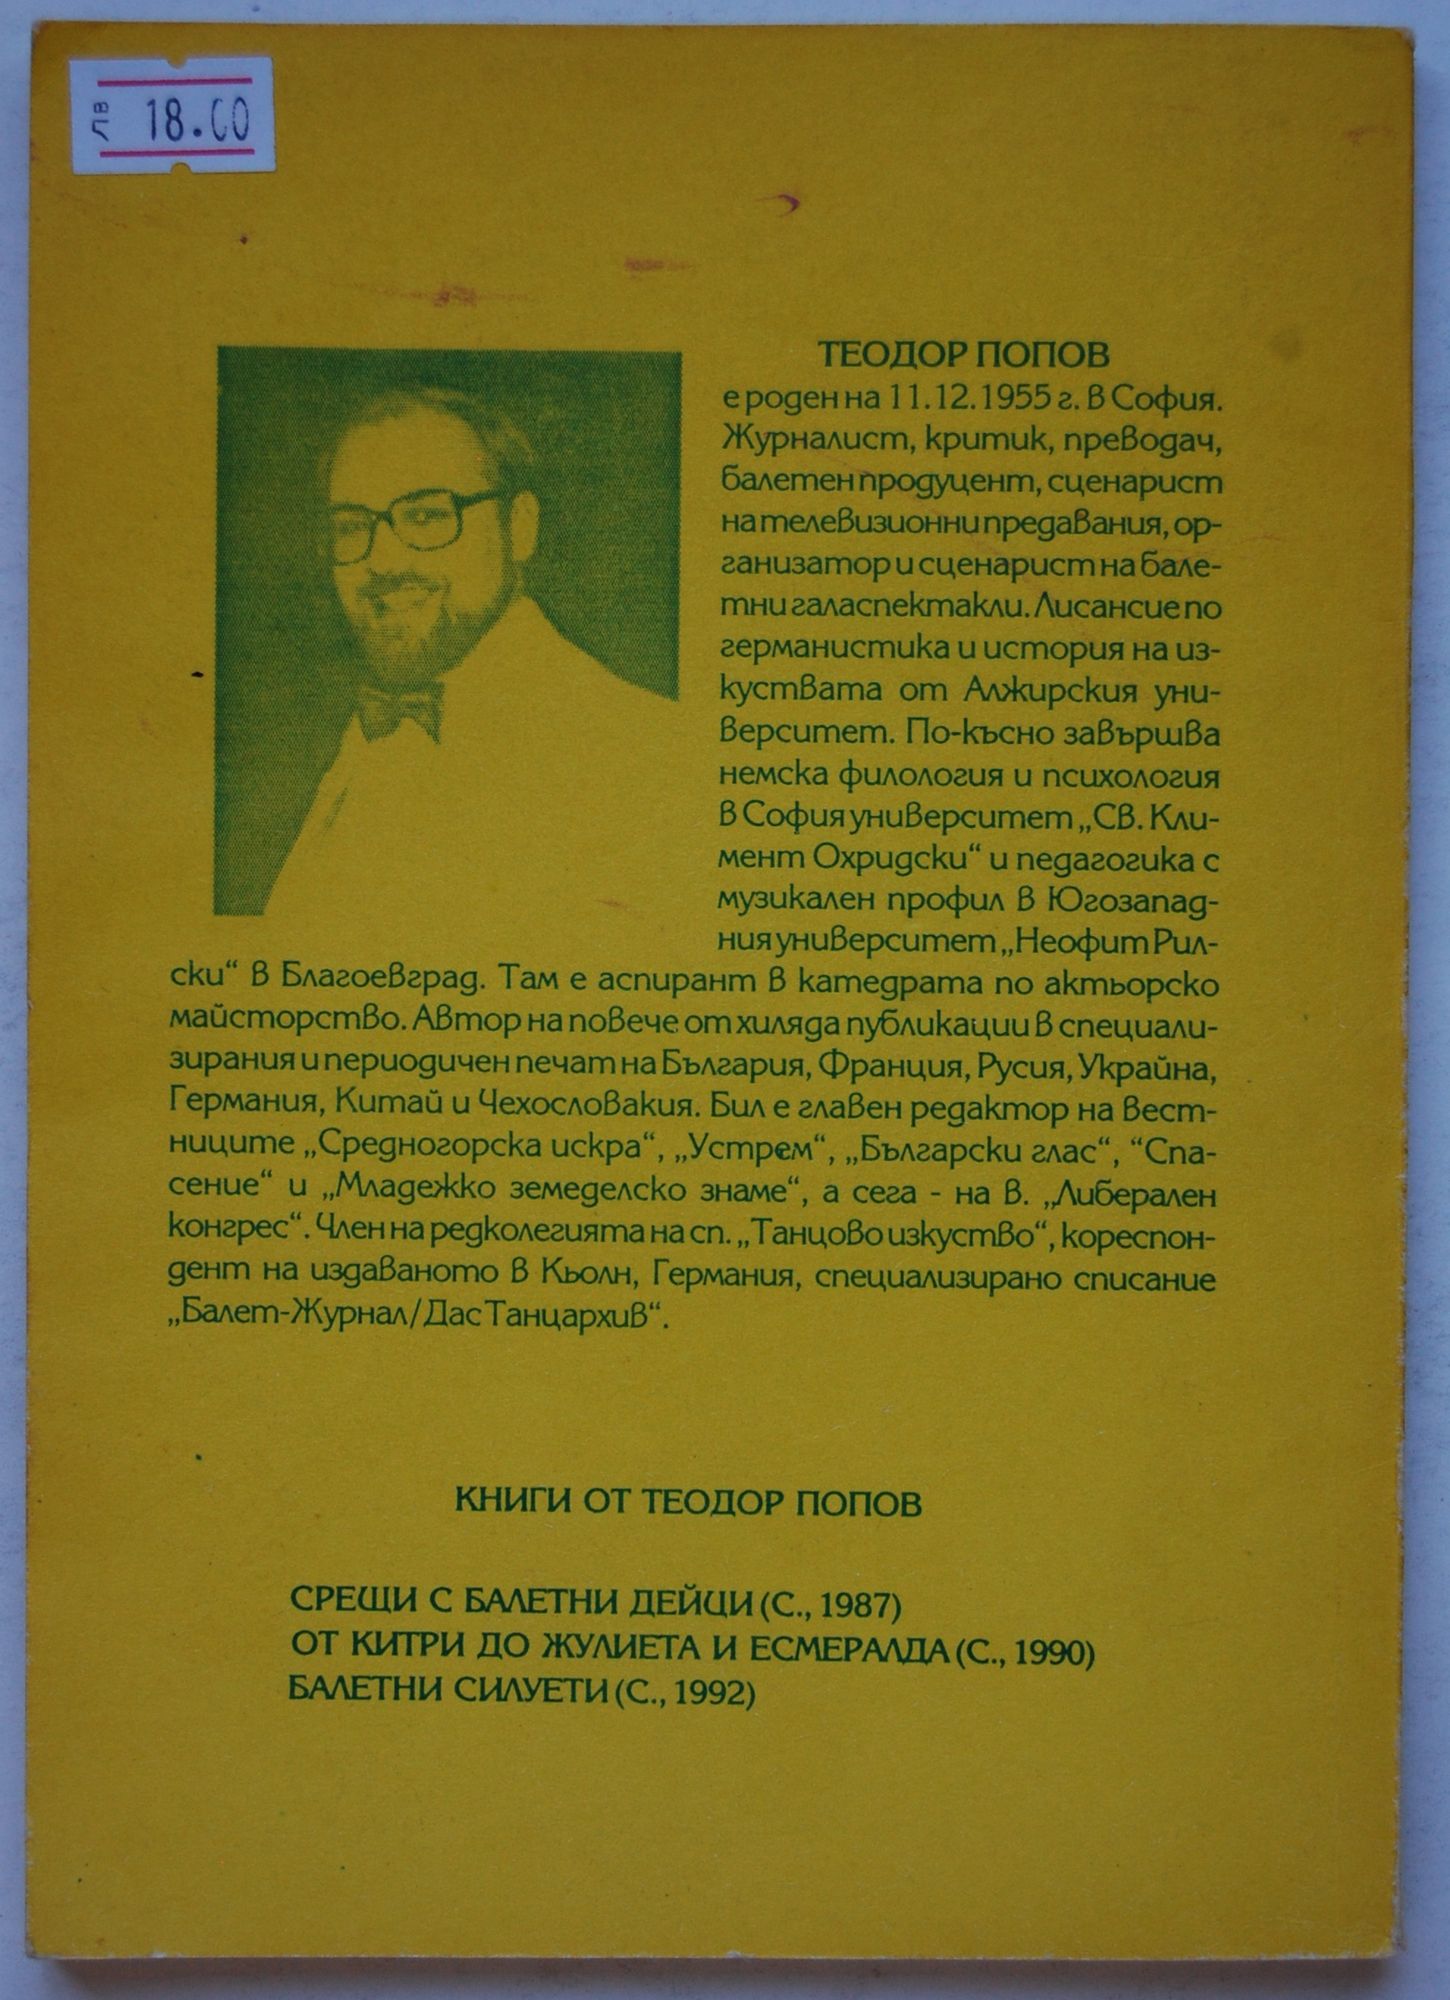 лв 18.00
ТЕОДОР ПОПОВ
е роден на 11.12.1955 г. в София.
Журналист, критик, преводач,
балетен продуцент, сценарист
на телевизионни предавания, ор-
ганизатор и сценарист на бале-
тни галаспектакли. Лисансие по
германистика и история на из-
куствата от Алжирския уни-
верситет. По-късно завършва
немска филология и психология
в София университет „СВ. Кли-
мент Охридски“ и педагогика с
музикален профил в Югозапад-
ния университет „Неофит Рил-
ски“ в Благоевград. Там е аспирант в катедрата по актьорско
майсторство. Автор на повече от хиляда публикации в специали-
зирания и периодичен печат на България, Франция, Русия, Украйна,
Германия, Китай и Чехословакия. Бил е главен редактор на вест-
ниците „Средногорска искра“, „Устрем“, „Български глас“, “Спа-
сение“ и „Младежко земеделско знаме“, а сега - на в. „Либерален
конгрес“. Член на редколегията на сп. „Танцово изкуство“, кореспон-
дент на издаваното в Кьолн, Германия, специализирано списание
„Балет-Журнал/Дас Танцархив“.
КНИГИ ОТ ТЕОДОР ПОПОВ
СРЕЩИ С БАЛЕТНИ ДЕЙЦИ (С., 1987)
ОТ КИТРИ ДО ЖУЛИЕТА И ЕСМЕРАЛДА (С., 1990)
БАЛЕТНИ СИЛУЕТИ (С., 1992)